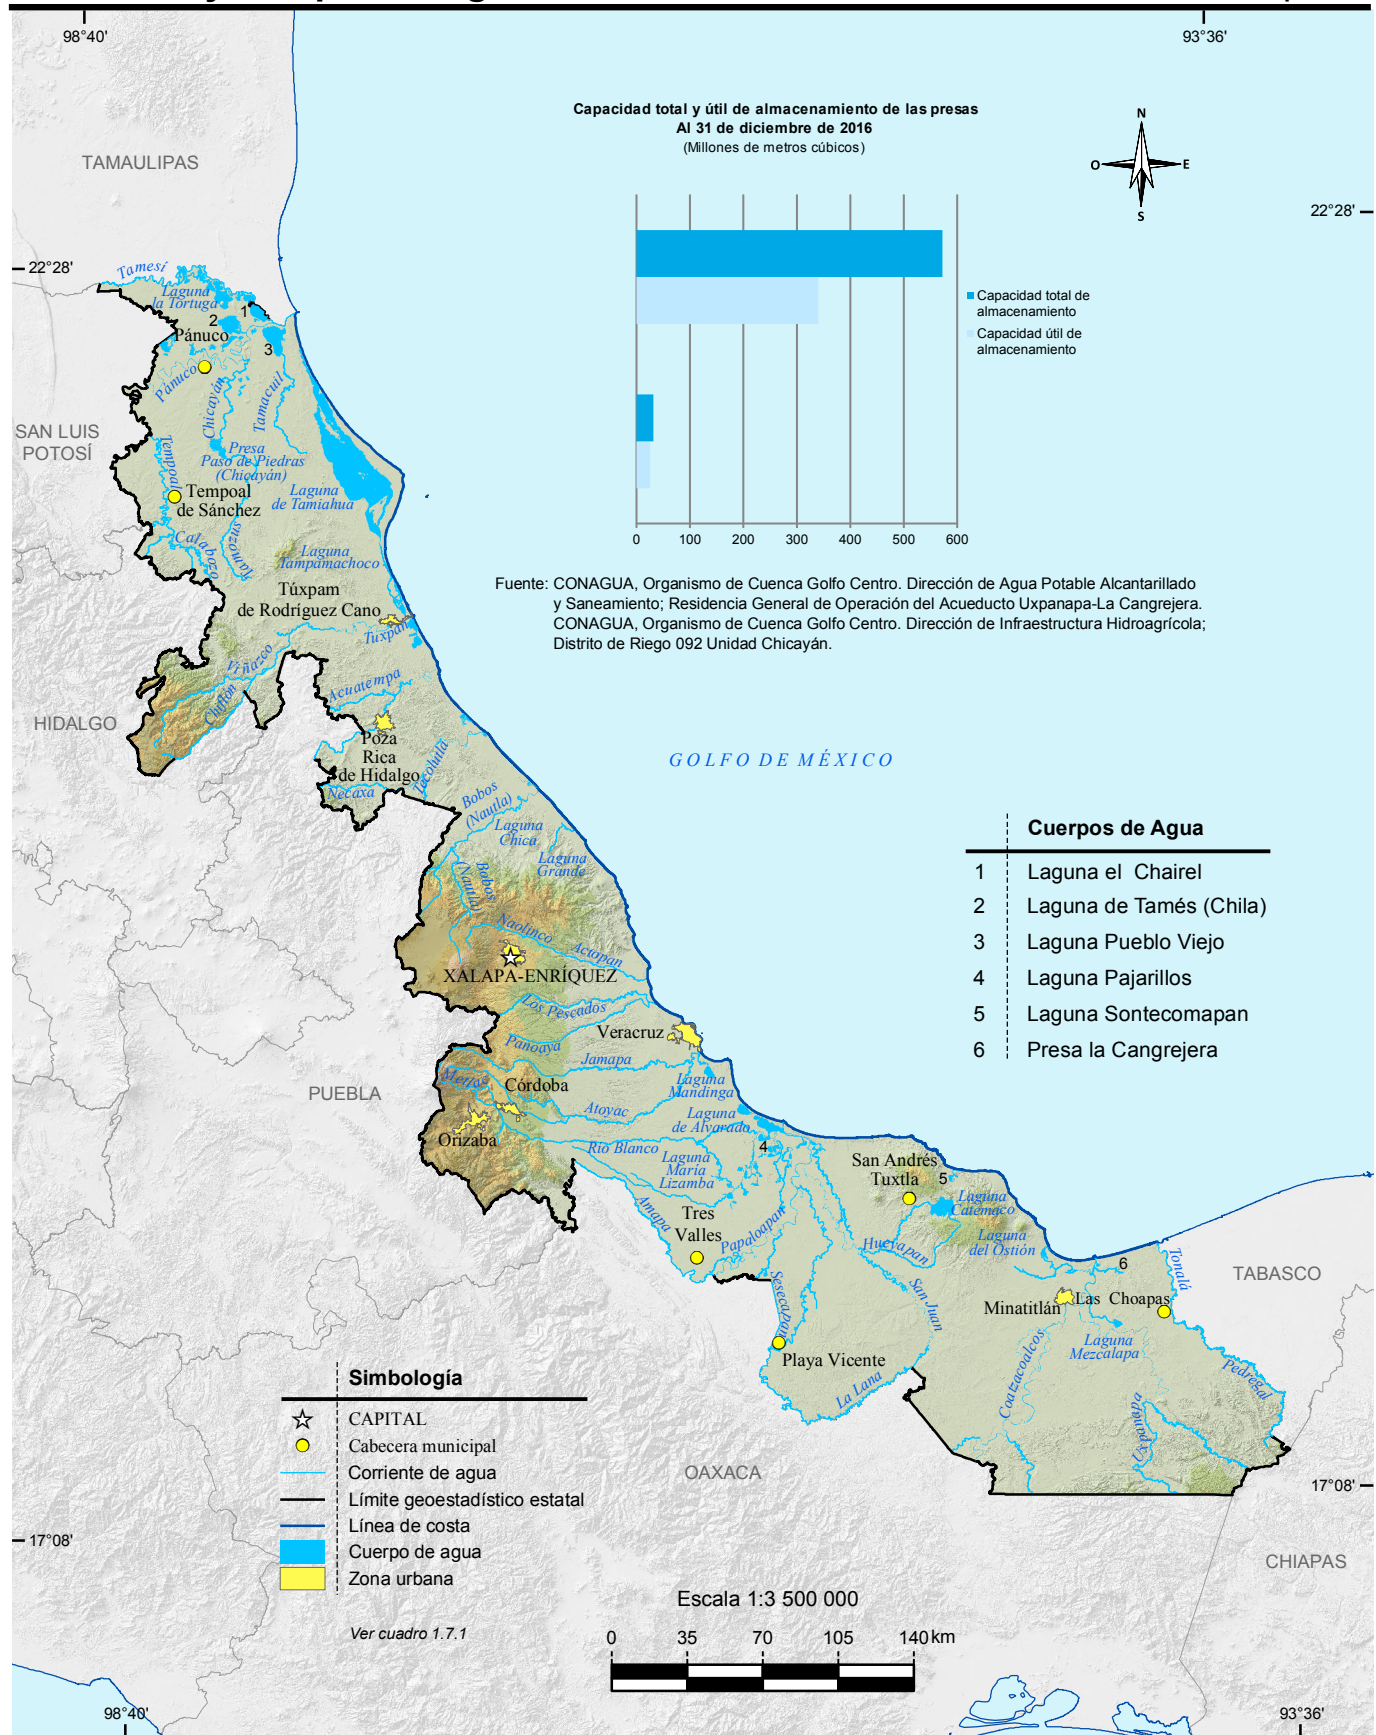 98°40'
93°36'
Capacidad total y útil de almacenamiento de las presas
Al 31 de diciembre de 2016
(Millones de metros cúbicos)
N
O
E
S
TAMAULIPAS
22°28'
22°28'
Capacidad total de
almacenamiento
Capacidad útil de
almacenamiento
0 100 200 300 400 500 600
Fuente: CONAGUA, Organismo de Cuenca Golfo Centro. Dirección de Agua Potable Alcantarillado
y Saneamiento; Residencia General de Operación del Acueducto Uxpanapa-La Cangrejera.
CONAGUA, Organismo de Cuenca Golfo Centro. Dirección de Infraestructura Hidroagrícola;
Distrito de Riego 092 Unidad Chicayán.
Tamesí
Laguna
la Tortuga
1
2
Pánuco
3
Pánuco
Chicayán
Tamacuil
SAN LUIS
POTOSÍ
Tempoal
Presa
Paso de Piedras
(Chicayán)
Tempoal
de Sánchez
Laguna
de Tamiahua
Calabozo
Tamozus
Laguna
Tampamachoco
Túxpam
de Rodríguez Cano
Tuxpan
Viñazco
Chiflón
Acuatempa
HIDALGO
Poza
Rica
de Hidalgo
Necaxa
Tecolutla
GOLFO DE MÉXICO
Bobos
(Nautla)
Laguna
Chica
Laguna
Grande
Bobos
(Nautla)
Naolinco
Actopan
XALAPA-ENRÍQUEZ
Cuerpos de Agua
1 Laguna el Chairel
2 Laguna de Tamés (Chila)
3 Laguna Pueblo Viejo
4 Laguna Pajarillos
5 Laguna Sontecomapan
6 Presa la Cangrejera
Los Pescados
Veracruz
Panoaya
Jamapa
PUEBLA
Metlac
Córdoba
Laguna
Mandinga
Atoyac
Laguna
de Alvarado
Orizaba
Río Blanco
4
Laguna
María
Lizamba
San Andrés
Tuxtla
5
Laguna
Catemaco
Amapa
Tres
Valles
Papaloapan
Hueyapan
Laguna
del Ostión
6
Tonalá
TABASCO
Sesecapan
San Juan
Minatitlán
Las Choapas
Playa Vicente
Coatzacoalcos
Laguna
Mezcalapa
Pedregal
La Lana
Uxpanapa
OAXACA
Simbología
CAPITAL
Cabecera municipal
Corriente de agua
Límite geoestadístico estatal
Línea de costa
Cuerpo de agua
Zona urbana
Ver cuadro 1.7.1
17°08'
17°08'
CHIAPAS
Escala 1:3 500 000
0 35 70 105 140 km
98°40'
93°36'